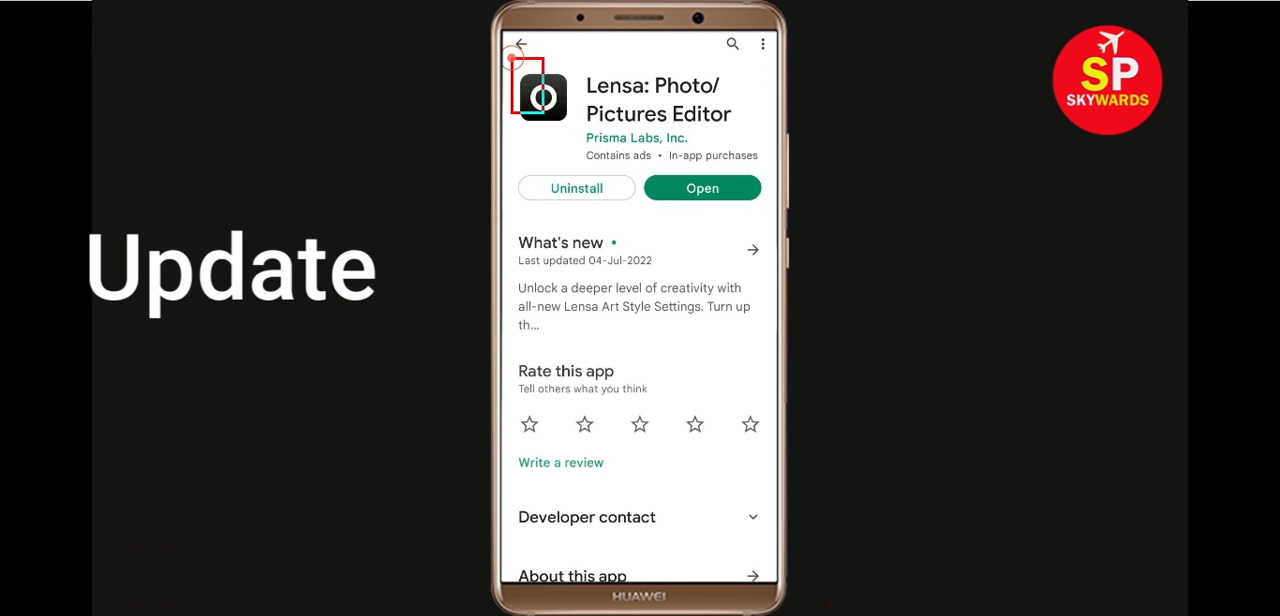 SP
SKYWARDS
Update
Lensa: Photo/
Pictures Editor
Prisma Labs, Inc.
Contains ads • In-app purchases
Uninstall
Open
What's new •
Last updated 04-Jul-2022
Unlock a deeper level of creativity with
all-new Lensa Art Style Settings. Turn up
th...
Rate this app
Tell others what you think
Write a review
Developer contact
About this app
HUAWEI